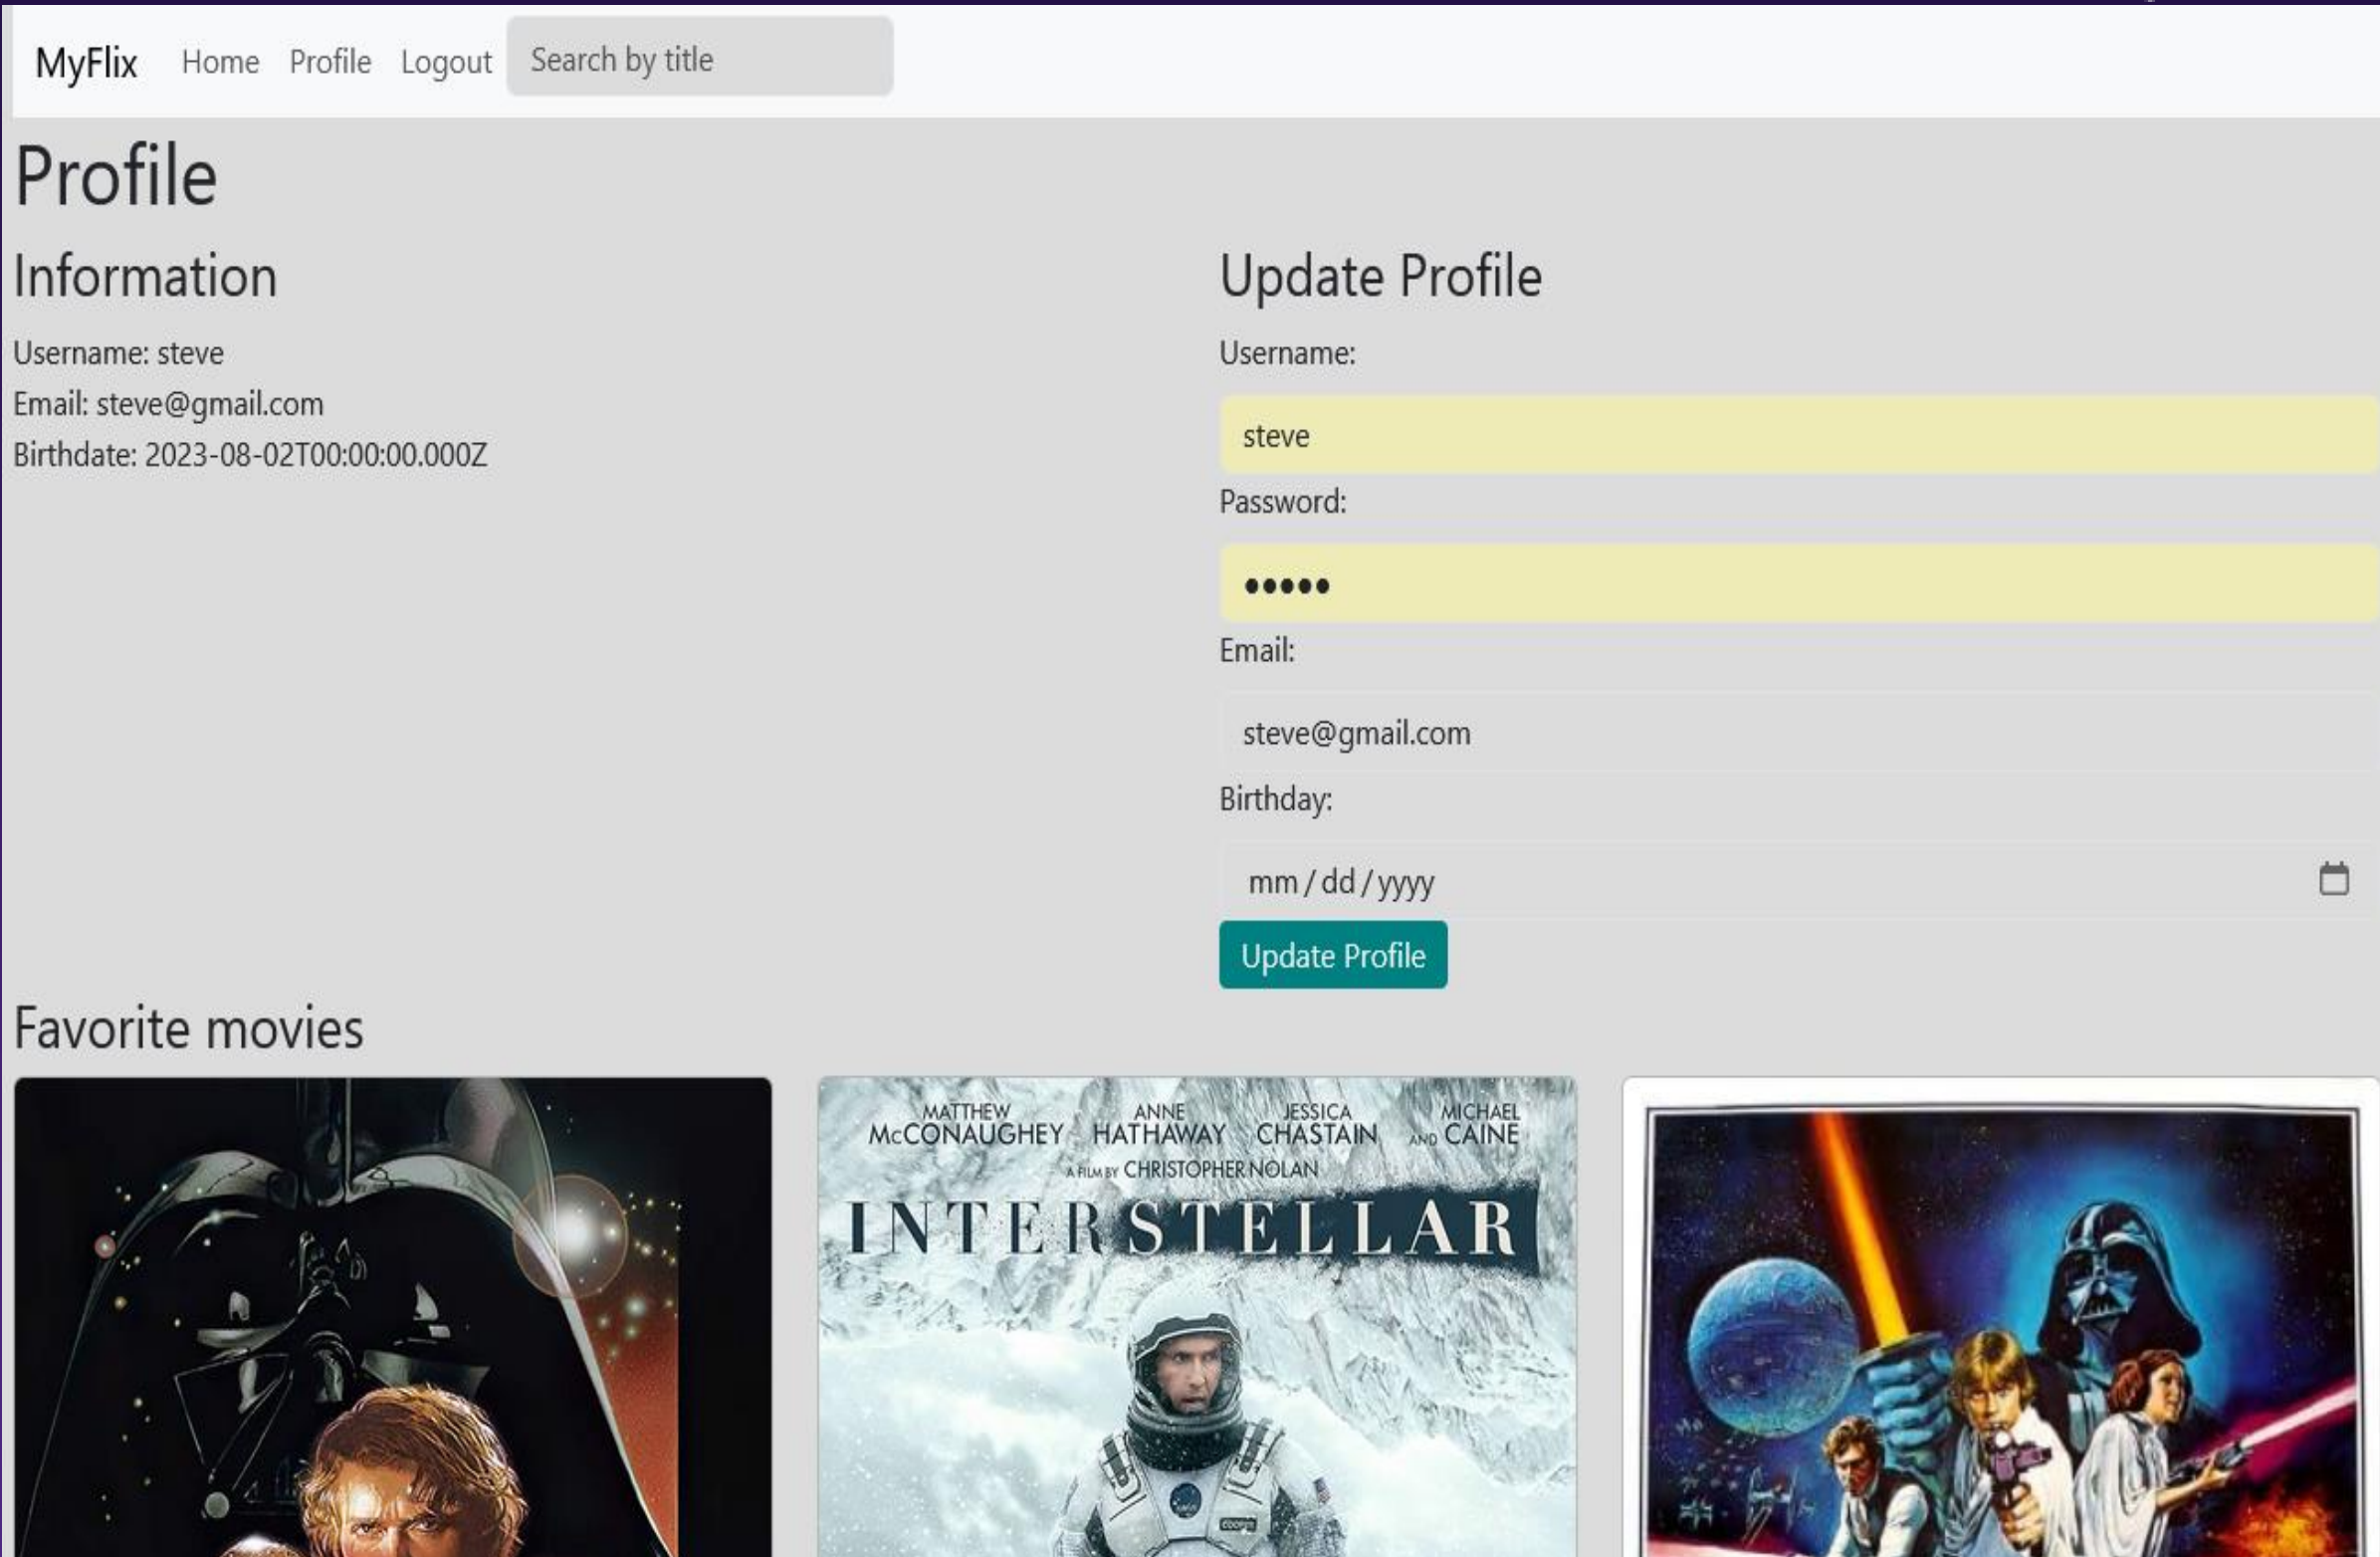 MyFlix Home Profile Logout Search by title
Profile
Information
Username: steve
Email: steve@gmail.com
Birthdate: 2023-08-02T00:00:00.000Z
Update Profile
Username:
steve
Password:
•••••
Email:
steve@gmail.com
Birthday:
mm/dd/yyyy
Update Profile
Favorite movies
MATTHEW McCONAUGHEY
ANNE HATHAWAY
JESSICA CHASTAIN
AND MICHAEL CAINE
A FILM BY CHRISTOPHER NOLAN
INTERSTELLAR
COOPER